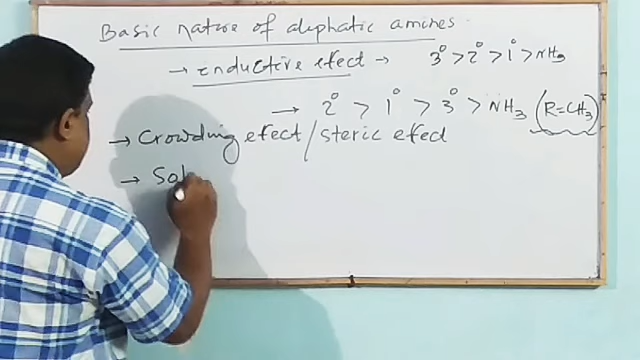 Basic nature of aliphatic amines.
→ Inductive efect → 3° > 2° > 1° > NH3
→ 2° > 1° > 3° > NH3 (R=CH3)
→ Crowding efect / steric efect
→ Sol